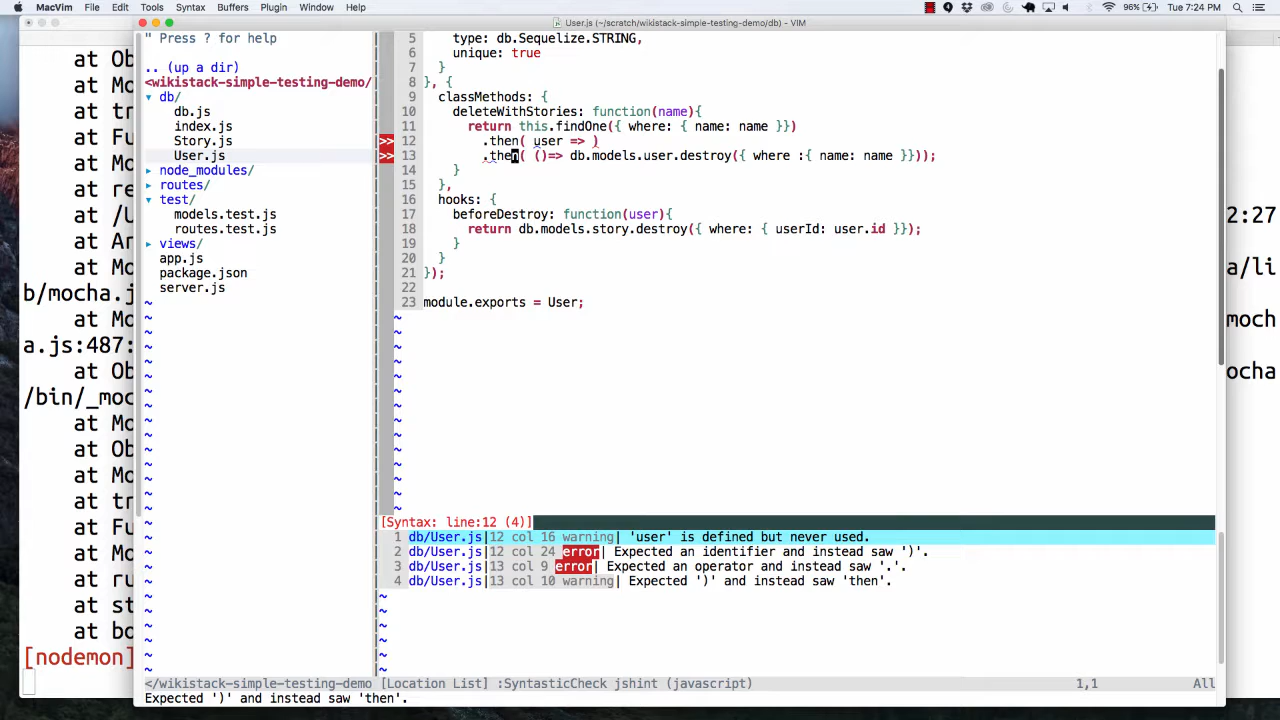 MacVim File Edit Tools Syntax Buffers Plugin Window Help 96% Tue 7:24 PM
User.js (~/scratch/wikistack-simple-testing-demo/db) - VIM
" Press ? for help
.. (up a dir)
<wikistack-simple-testing-demo/
▾ db/
db.js
index.js
Story.js
User.js
▸ node_modules/
▸ routes/
▾ test/
models.test.js
routes.test.js
▸ views/
app.js
package.json
server.js
5 type: db.Sequelize.STRING,
6 unique: true
7 }
8 }, {
9 classMethods: {
10 deleteWithStories: function(name){
11 return this.findOne({ where: { name: name }})
>> 12 .then( user => )
>> 13 .then( ()=> db.models.user.destroy({ where :{ name: name }}));
14 }
15 },
16 hooks: {
17 beforeDestroy: function(user){
18 return db.models.story.destroy({ where: { userId: user.id }});
19 }
20 }
21 });
22
23 module.exports = User;
[Syntax: line:12 (4)]
1 db/User.js|12 col 16 warning| 'user' is defined but never used.
2 db/User.js|12 col 24 error| Expected an identifier and instead saw ')'.
3 db/User.js|13 col 9 error| Expected an operator and instead saw '.'.
4 db/User.js|13 col 10 warning| Expected ')' and instead saw 'then'.
</wikistack-simple-testing-demo [Location List] :SyntasticCheck jshint (javascript) 1,1 All
Expected ')' and instead saw 'then'.
at Ob
at Mo
at tr
at Fu
at Mo
at re
at /U
2:27
at Ar
at Mo
a/li
b/mocha.j
at Mo
moch
a.js:487:
at Ob
mocha
/bin/_moc
at Mo
at Ob
at Mo
at tr
at Fu
at Mo
at ru
at st
at bo
[nodemon]